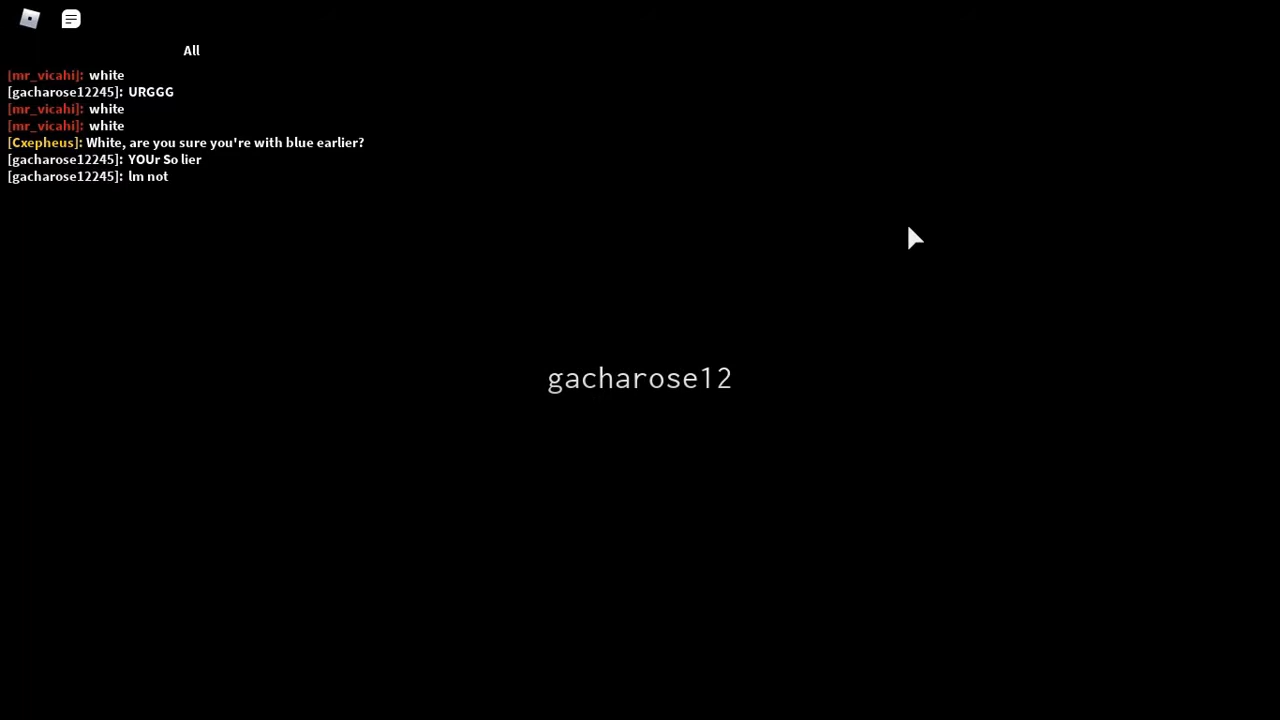 All
[mr_vicahi]: white
[gacharose12245]: URGGG
[mr_vicahi]: white
[mr_vicahi]: white
[Cxepheus]: White, are you sure you're with blue earlier?
[gacharose12245]: YOUr So lier
[gacharose12245]: lm not
gacharose12